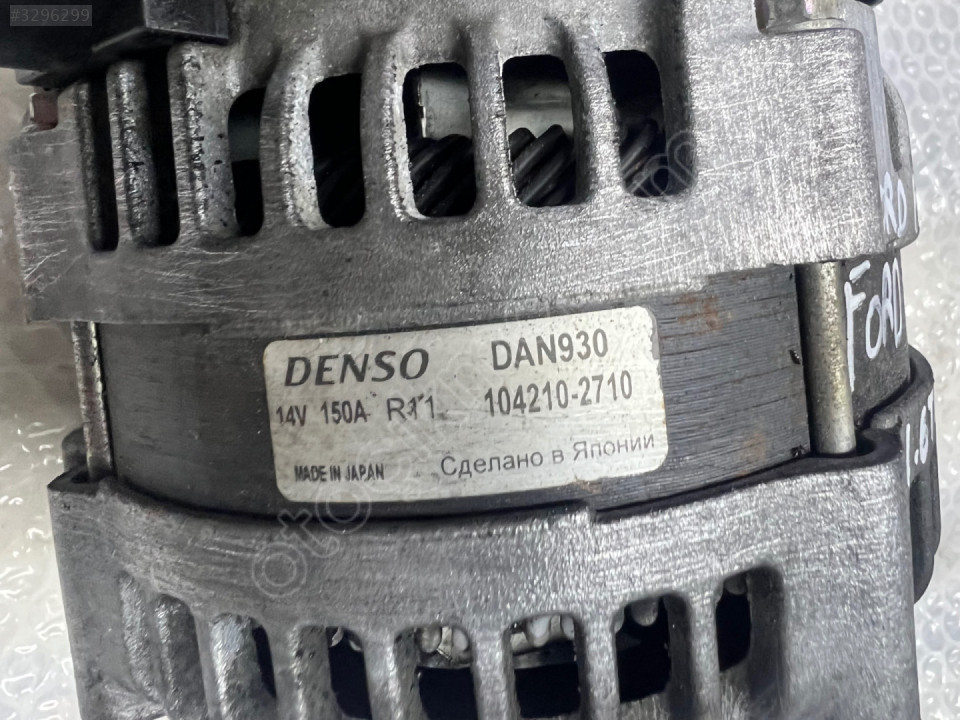 #3296299
DENSO DAN930
14V 150A R11 104210-2710
MADE IN JAPAN Сделано в Японии
FORD